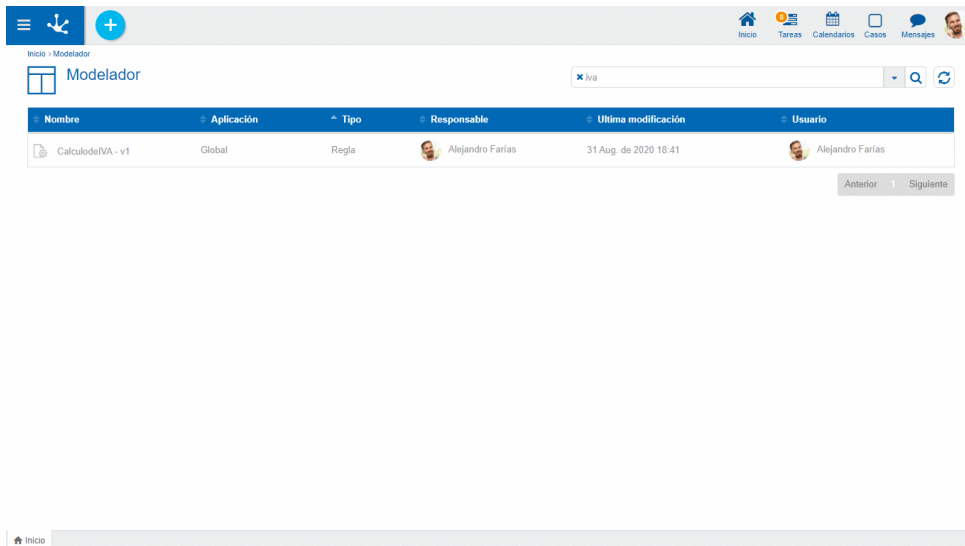 8
Inicio Tareas Calendarios Casos Mensajes
Inicio > Modelador
Modelador
iva
Nombre Aplicación Tipo Responsable Ultima modificación Usuario
CalculodeIVA - v1 Global Regla Alejandro Farías 31 Aug. de 2020 18:41 Alejandro Farías
Anterior 1 Siguiente
Inicio